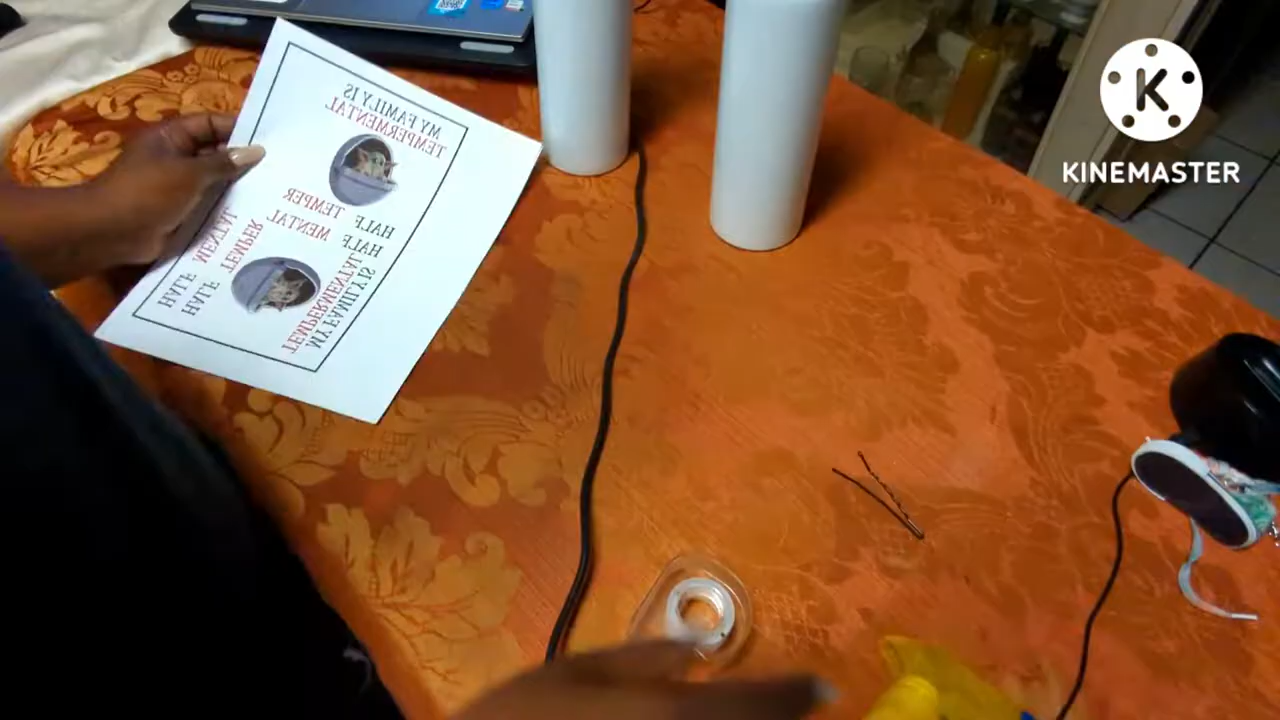 MY FAMILY IS
TEMPERMENTAL
HALF TEMPER
HALF MENTAL
MY FAMILY IS
TEMPERMENTAL
HALF TEMPER
HALF MENTAL
K
KINEMASTER